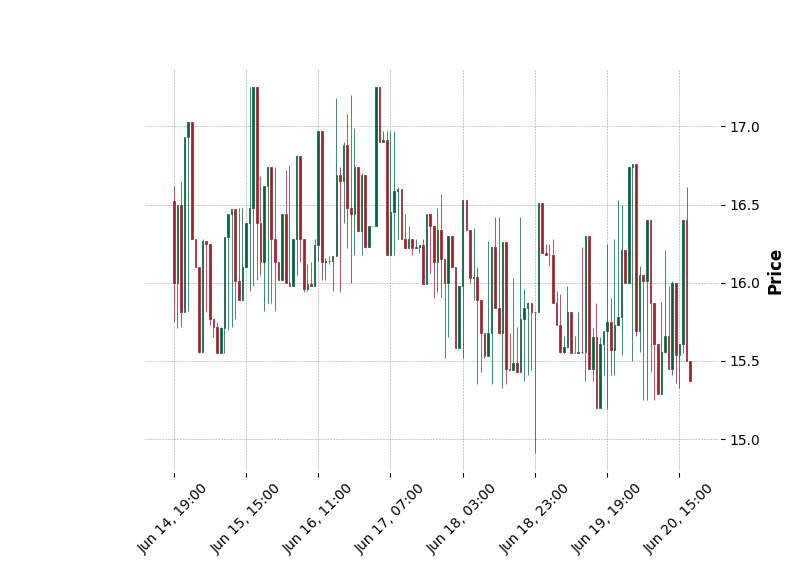 17.0
16.5
16.0
15.5
15.0
Price
Jun 14, 19:00
Jun 15, 15:00
Jun 16, 11:00
Jun 17, 07:00
Jun 18, 03:00
Jun 18, 23:00
Jun 19, 19:00
Jun 20, 15:00